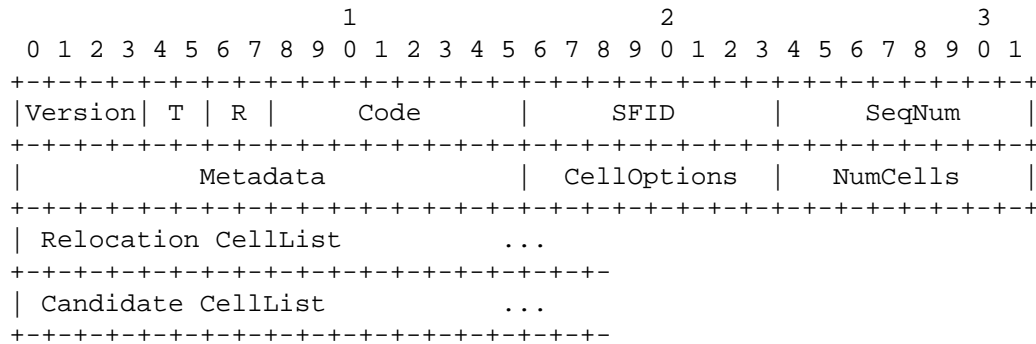 1                   2                   3
 0 1 2 3 4 5 6 7 8 9 0 1 2 3 4 5 6 7 8 9 0 1 2 3 4 5 6 7 8 9 0 1
+-+-+-+-+-+-+-+-+-+-+-+-+-+-+-+-+-+-+-+-+-+-+-+-+-+-+-+-+-+-+-+-+
|Version| T | R |     Code      |     SFID      |     SeqNum    |
+-+-+-+-+-+-+-+-+-+-+-+-+-+-+-+-+-+-+-+-+-+-+-+-+-+-+-+-+-+-+-+-+
|           Metadata            |  CellOptions  |   NumCells    |
+-+-+-+-+-+-+-+-+-+-+-+-+-+-+-+-+-+-+-+-+-+-+-+-+-+-+-+-+-+-+-+-+
| Relocation CellList          ...
+-+-+-+-+-+-+-+-+-+-+-+-+-+-+-+-+-+-+-
| Candidate CellList           ...
+-+-+-+-+-+-+-+-+-+-+-+-+-+-+-+-+-+-+-